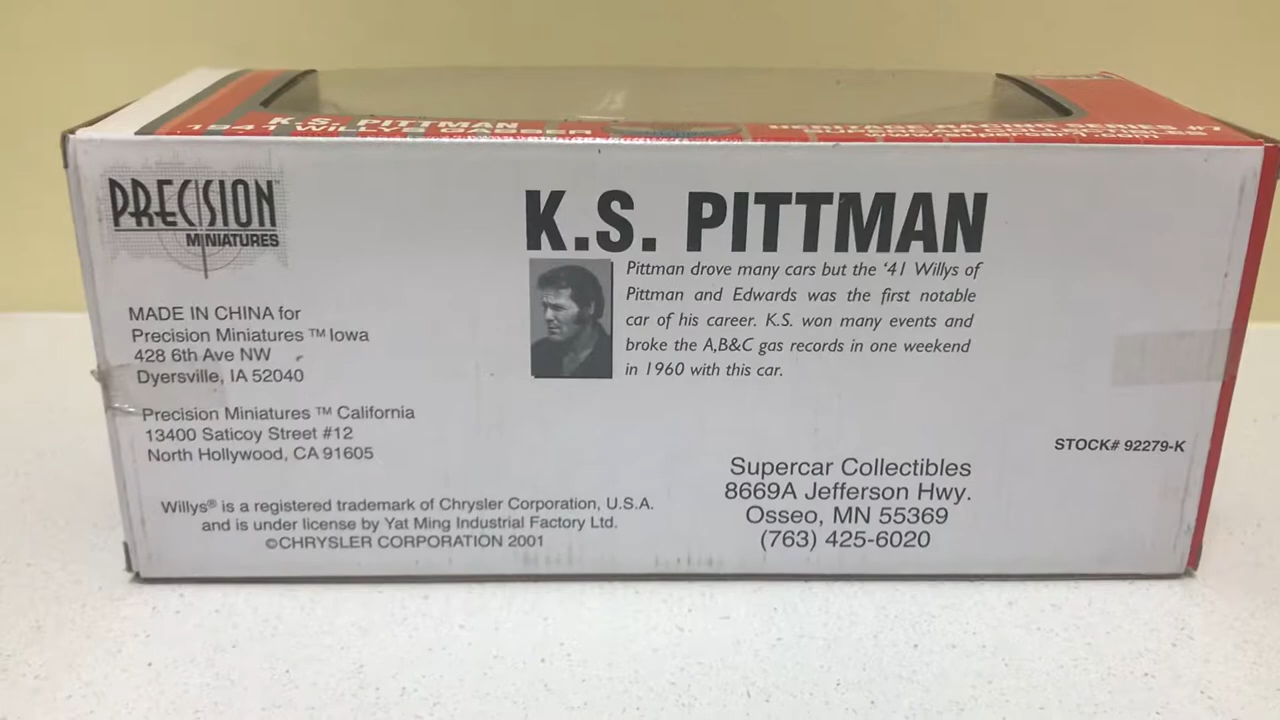 K.S. PITTMAN
1941 WILLYS GASSER
PRECISION
MINIATURES
MADE IN CHINA for
Precision Miniatures ™ Iowa
428 6th Ave NW
Dyersville, IA 52040
Precision Miniatures ™ California
13400 Saticoy Street #12
North Hollywood, CA 91605
Willys® is a registered trademark of Chrysler Corporation, U.S.A.
and is under license by Yat Ming Industrial Factory Ltd.
©CHRYSLER CORPORATION 2001
K.S. PITTMAN
Pittman drove many cars but the ‘41 Willys of
Pittman and Edwards was the first notable
car of his career. K.S. won many events and
broke the A,B&C gas records in one weekend
in 1960 with this car.
Supercar Collectibles
8669A Jefferson Hwy.
Osseo, MN 55369
(763) 425-6020
STOCK# 92279-K